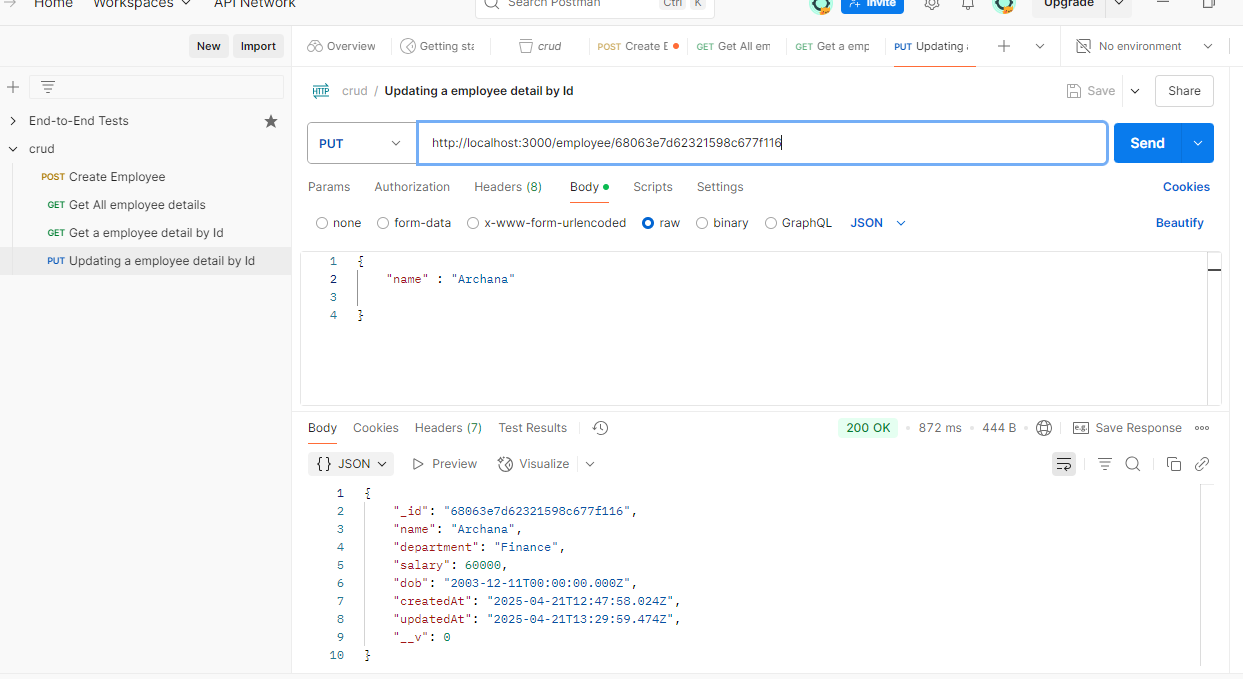 Home Workspaces API Network Search Postman Ctrl K Invite Upgrade
New Import Overview Getting sta crud POST Create E GET Get All em GET Get a emp PUT Updating a No environment
crud / Updating a employee detail by Id Save Share
End-to-End Tests
crud
POST Create Employee
GET Get All employee details
GET Get a employee detail by Id
PUT Updating a employee detail by Id
PUT http://localhost:3000/employee/68063e7d62321598c677f116 Send
Params Authorization Headers (8) Body Scripts Settings Cookies
none form-data x-www-form-urlencoded raw binary GraphQL JSON Beautify
1 {
2 "name" : "Archana"
3
4 }
Body Cookies Headers (7) Test Results 200 OK 872 ms 444 B e.g. Save Response
{} JSON Preview Visualize
1 {
2 "_id": "68063e7d62321598c677f116",
3 "name": "Archana",
4 "department": "Finance",
5 "salary": 60000,
6 "dob": "2003-12-11T00:00:00.000Z",
7 "createdAt": "2025-04-21T12:47:58.024Z",
8 "updatedAt": "2025-04-21T13:29:59.474Z",
9 "__v": 0
10 }